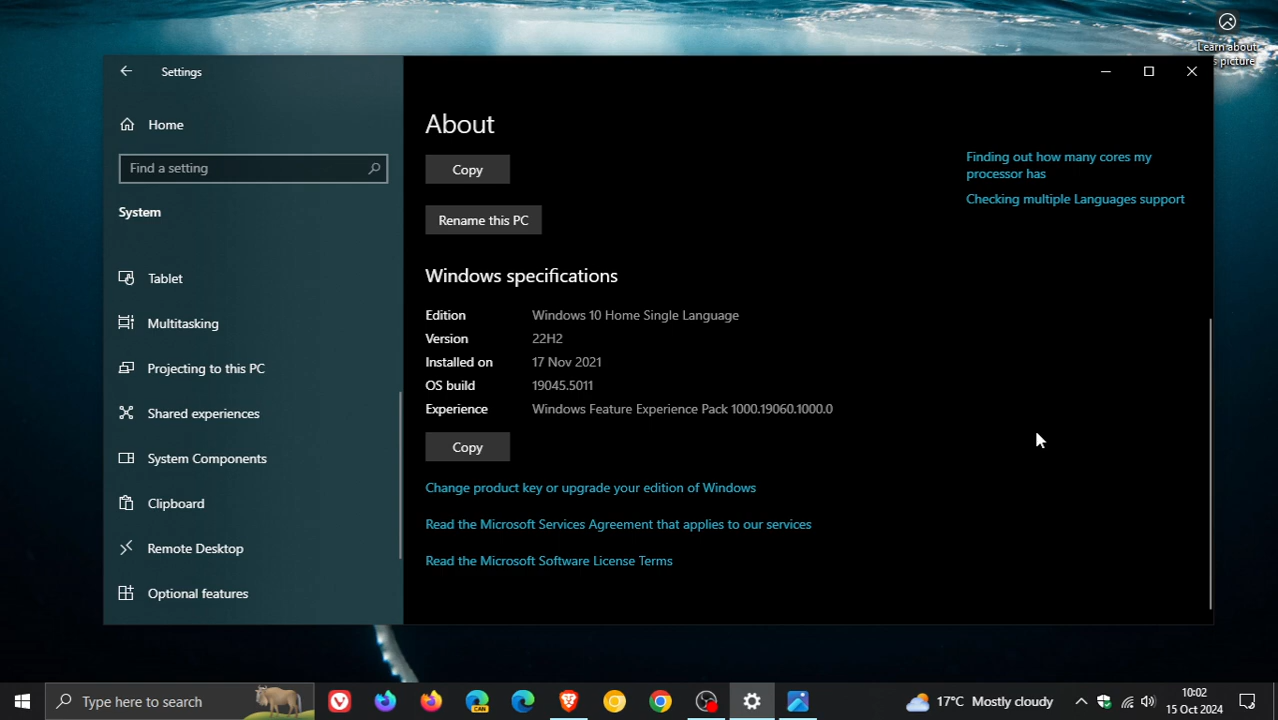 Learn about
s picture
Settings
Home
Find a setting
System
Tablet
Multitasking
Projecting to this PC
Shared experiences
System Components
Clipboard
Remote Desktop
Optional features
About
Copy
Rename this PC
Windows specifications
Edition Windows 10 Home Single Language
Version 22H2
Installed on 17 Nov 2021
OS build 19045.5011
Experience Windows Feature Experience Pack 1000.19060.1000.0
Copy
Change product key or upgrade your edition of Windows
Read the Microsoft Services Agreement that applies to our services
Read the Microsoft Software License Terms
Finding out how many cores my
processor has
Checking multiple Languages support
Type here to search
CAN
17°C Mostly cloudy
10:02
15 Oct 2024